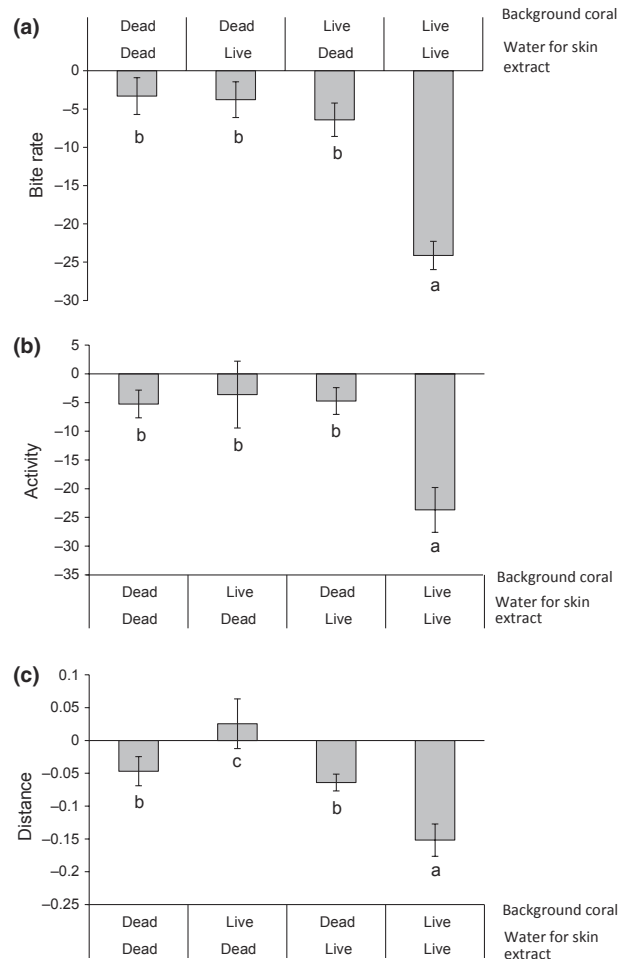 (a)
Dead Dead Live Live Background coral
Dead Live Dead Live Water for skin
extract
0
–5
–10
–15
–20
–25
–30
Bite rate
b b b a
(b)
5
0
–5
–10
–15
–20
–25
–30
–35
Activity
b b b a
Dead Live Dead Live Background coral
Dead Dead Live Live Water for skin
extract
(c)
0.1
0.05
0
–0.05
–0.1
–0.15
–0.2
–0.25
Distance
b c b a
Dead Live Dead Live Background coral
Dead Dead Live Live Water for skin
extract